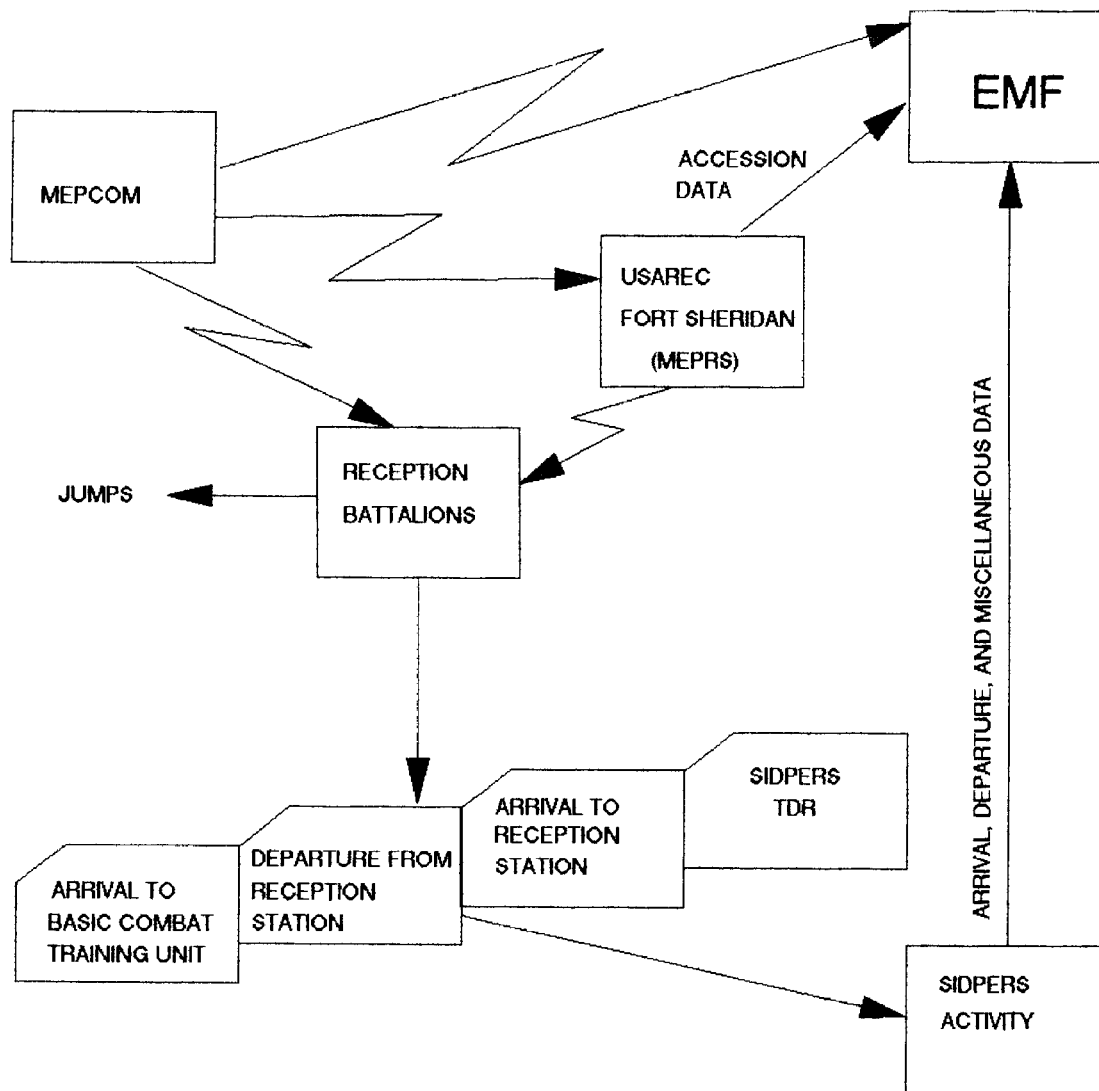 EMF
MEPCOM
ACCESSION
DATA
USAREC
FORT SHERIDAN
(MEPRS)
RECEPTION
BATTALIONS
JUMPS
ARRIVAL, DEPARTURE, AND MISCELLANEOUS DATA
SIDPERS
TDR
ARRIVAL TO
RECEPTION
STATION
DEPARTURE FROM
RECEPTION
STATION
ARRIVAL TO
BASIC COMBAT
TRAINING UNIT
SIDPERS
ACTIVITY